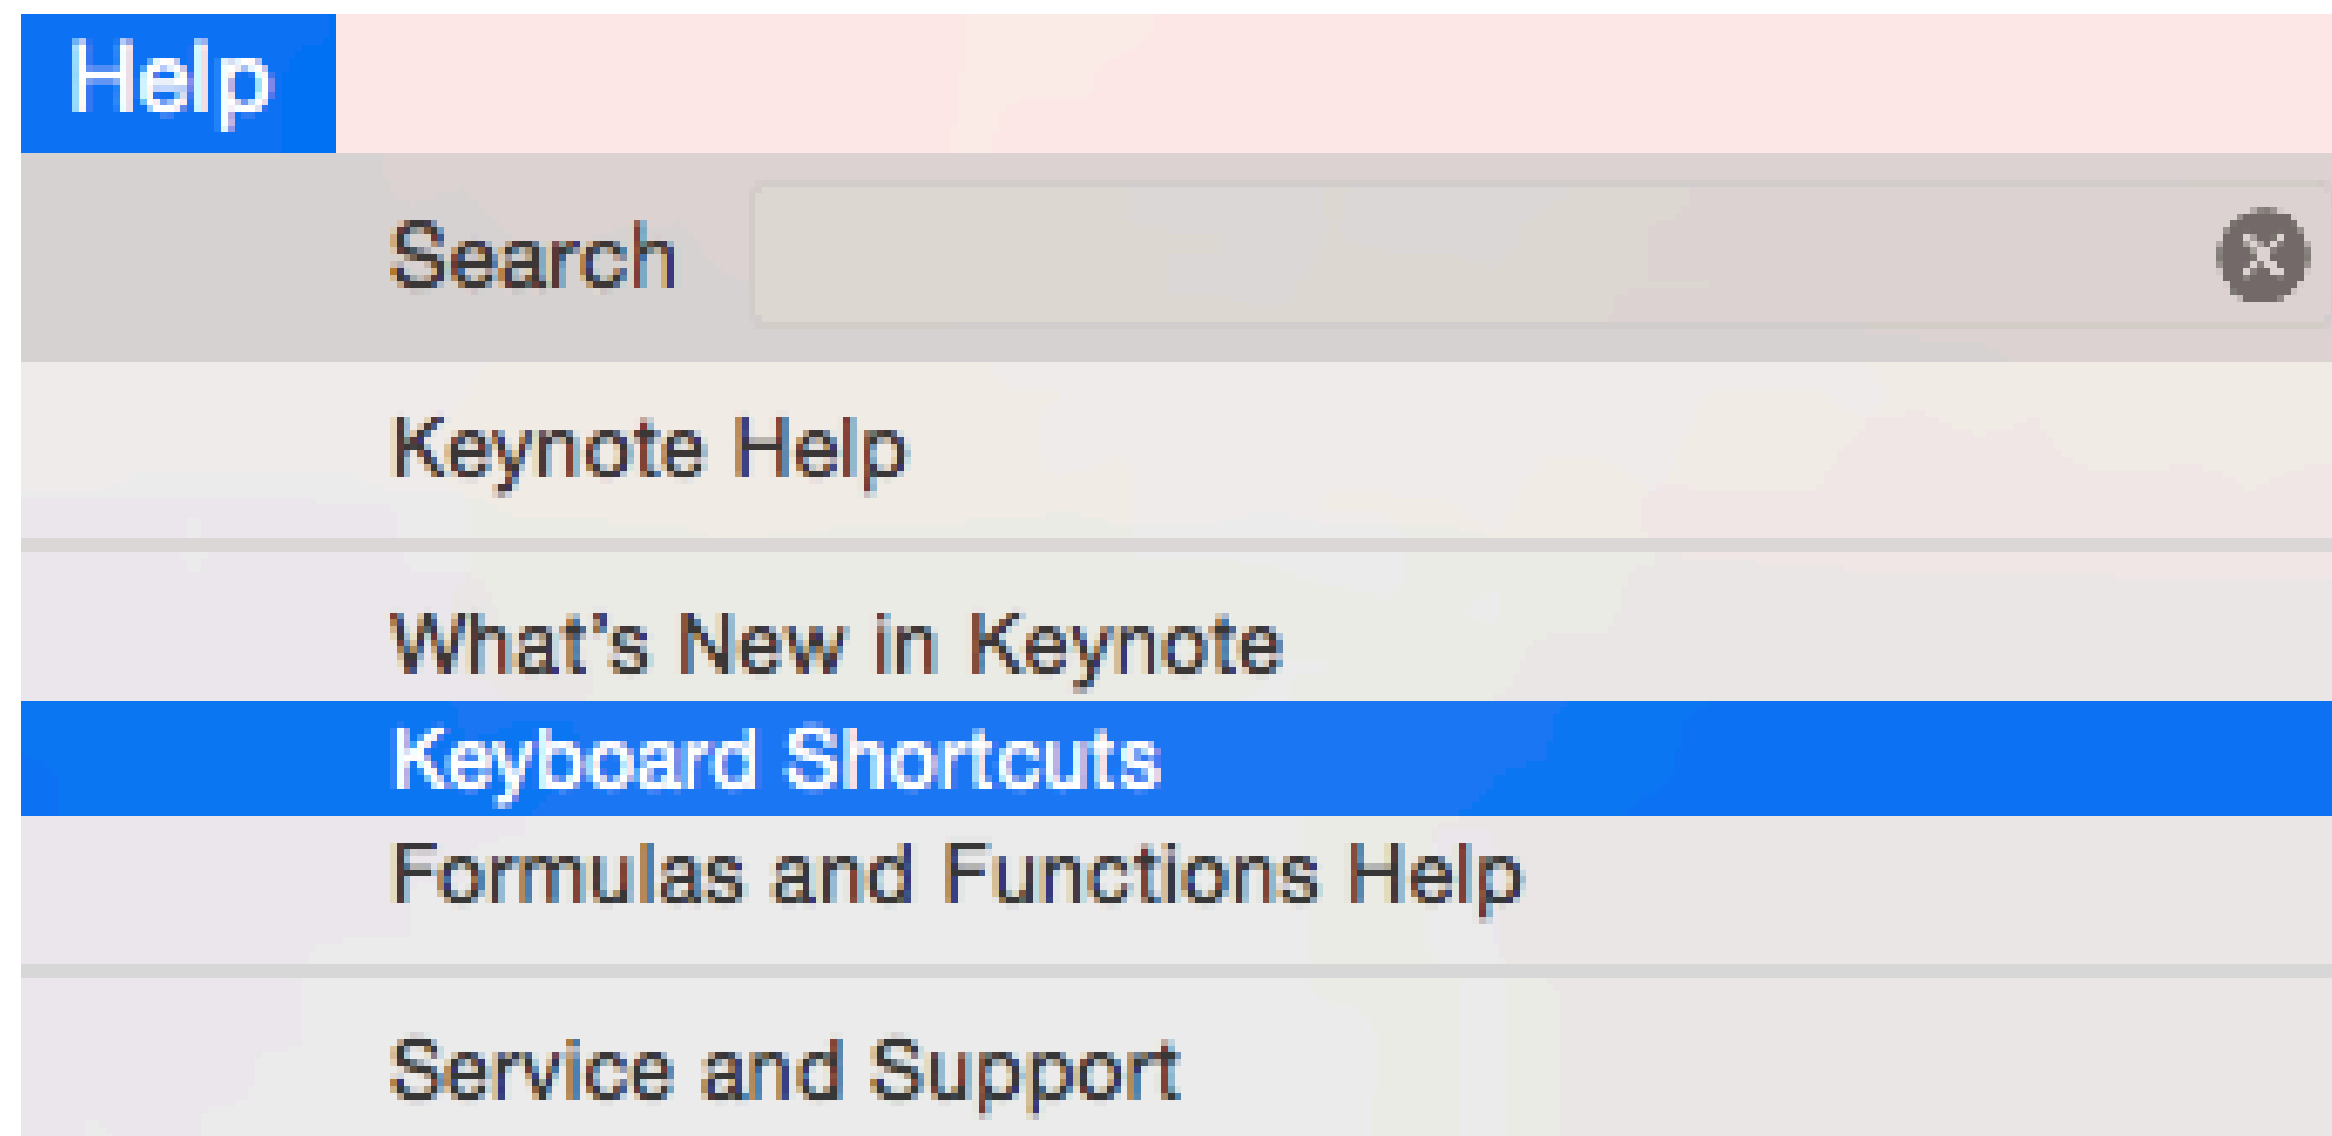 Help
Search
Keynote Help
What's New in Keynote
Keyboard Shortcuts
Formulas and Functions Help
Service and Support